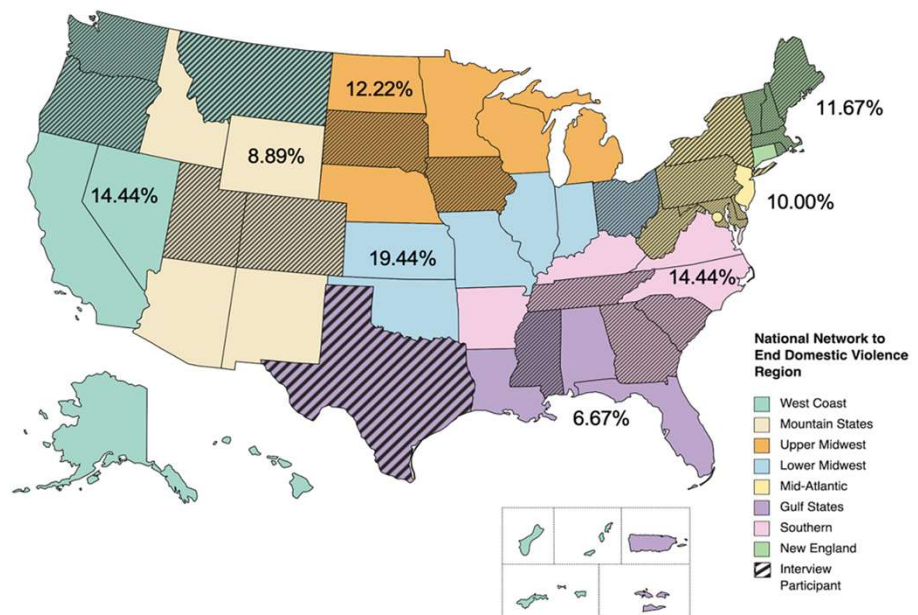 12.22%
11.67%
8.89%
14.44%
10.00%
19.44%
14.44%
6.67%
National Network to
End Domestic Violence
Region
West Coast
Mountain States
Upper Midwest
Lower Midwest
Mid-Atlantic
Gulf States
Southern
New England
Interview
Participant